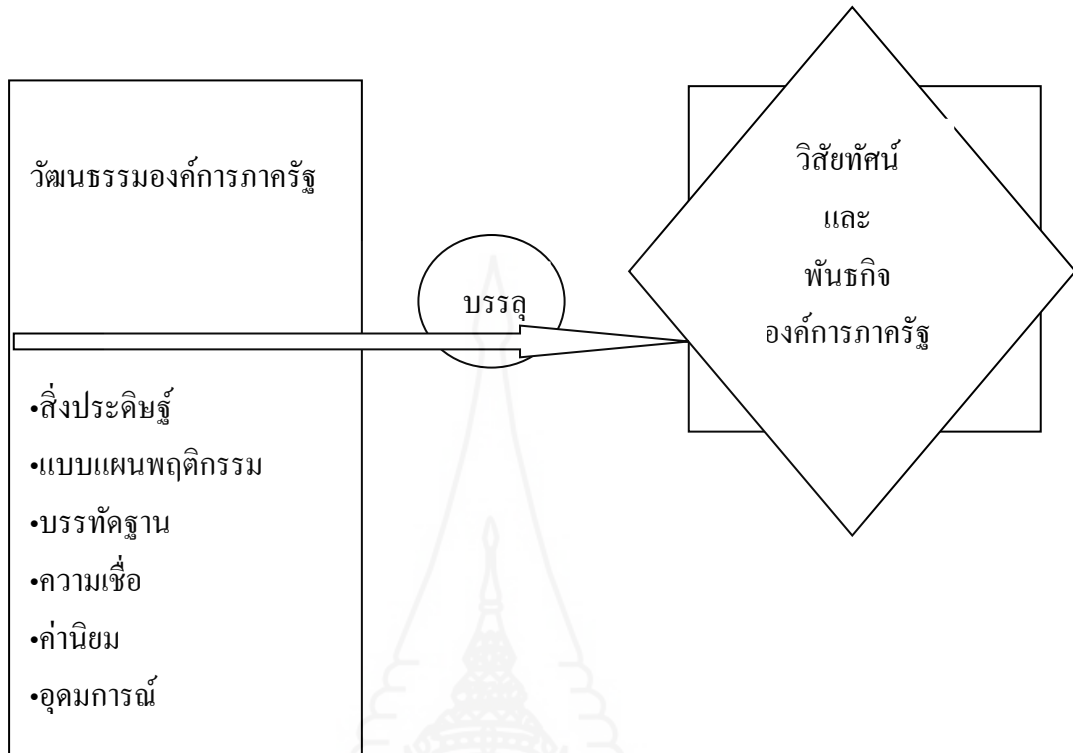 วัฒนธรรมองค์การภาครัฐ
•สิ่งประดิษฐ์
•แบบแผนพฤติกรรม
•บรรทัดฐาน
•ความเชื่อ
•ค่านิยม
•อุดมการณ์
บรรลุ
วิสัยทัศน์
และ
พันธกิจ
องค์การภาครัฐ